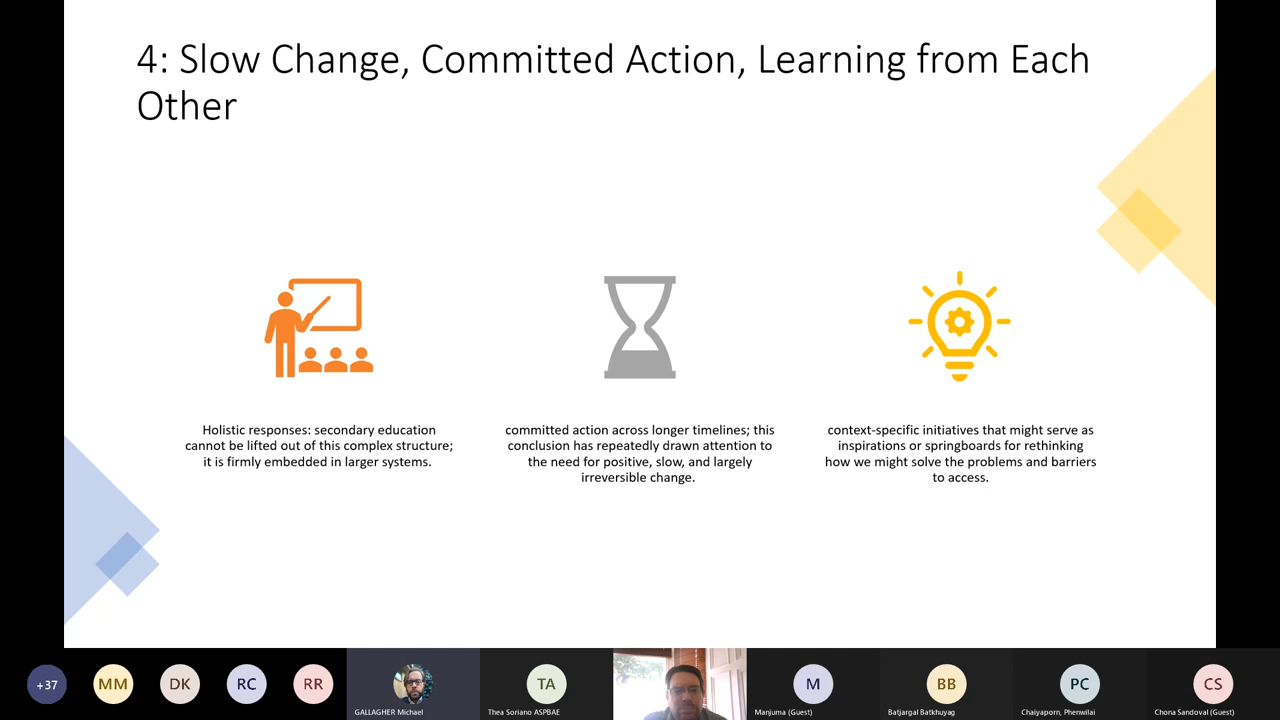 4: Slow Change, Committed Action, Learning from Each
Other
Holistic responses: secondary education
cannot be lifted out of this complex structure;
it is firmly embedded in larger systems.
committed action across longer timelines; this
conclusion has repeatedly drawn attention to
the need for positive, slow, and largely
irreversible change.
context-specific initiatives that might serve as
inspirations or springboards for rethinking
how we might solve the problems and barriers
to access.
+37
MM
DK
RC
RR
GALLAGHER Michael
TA
Thea Soriano ASPBAE
M
Manjuma (Guest)
BB
Batjargal Batkhuyag
PC
Chaiyaporn, Phenwilai
CS
Chona Sandoval (Guest)